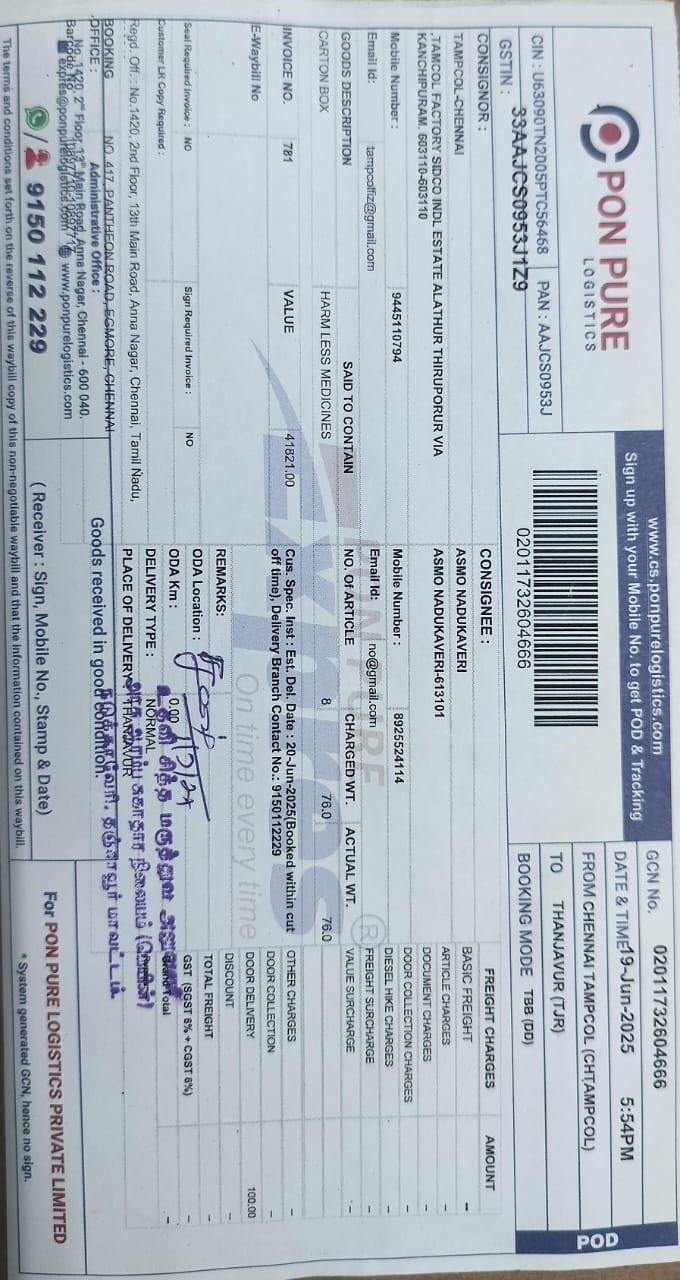 PON PURE
LOGISTICS
www.cs.ponpurelogistics.com
Sign up with your Mobile No. to get POD & Tracking
CIN : U63090TN2005PTC56468 PAN : AAJCS0953J
GSTIN : 33AAJCS0953J1Z9
02011732604666
GCN No. 02011732604666
DATE & TIME 19-Jun-2025 5:54PM
FROM CHENNAI TAMPCOL (CHTAMPCOL)
TO THANJAVUR (TJR)
BOOKING MODE TBB (DD)
POD
CONSIGNOR :
TAMPCOL-CHENNAI
,TAMCOL FACTORY SIDCO INDL ESTATE ALATHUR THIRUPORUR VIA
KANCHIPURAM. 603110-603110
Mobile Number : 9445110794
Email Id: tampcolfiz@gmail.com
CONSIGNEE :
ASMO NADUKAVERI
ASMO NADUKAVERI-613101
Mobile Number : 8925524114
Email Id: no@gmail.com
GOODS DESCRIPTION SAID TO CONTAIN NO. OF ARTICLE CHARGED WT. ACTUAL WT.
CARTON BOX HARM LESS MEDICINES 8 76.0 76.0
INVOICE NO. 781 VALUE 41821.00
Cus. Spec. Inst : Est. Del. Date : 20-Jun-2025(Booked within cut
off time), Delivery Branch Contact No.: 9150112229
E-Waybill No
On time every time
REMARKS:
Seal Required Invoice : NO Sign Required Invoice : NO
ODA Location :
ODA Km : 0.00
Customer LR Copy Required :
DELIVERY TYPE : NORMAL
Regd. Off. : No.1420, 2nd Floor, 13th Main Road, Anna Nagar, Chennai, Tamil Nadu,
PLACE OF DELIVERY : THANJAVUR
BOOKING OFFICE : NO 417, PANTHEON ROAD, EGMORE, CHENNAI
Administrative Office :
No. 1420, 2nd Floor, 13th Main Road, Anna Nagar, Chennai - 600 040.
www.ponpurelogistics.com
9150 112 229
FREIGHT CHARGES AMOUNT
BASIC FREIGHT --
ARTICLE CHARGES --
DOCUMENT CHARGES --
DOOR COLLECTION CHARGES --
DIESEL HIKE CHARGES --
FREIGHT SURCHARGE --
VALUE SURCHARGE --
OTHER CHARGES --
DOOR COLLECTION --
DOOR DELIVERY 100.00
DISCOUNT --
TOTAL FREIGHT --
GST (SGST 6% + CGST 6%) --
Grand Total --
Goods received in good condition.
( Receiver : Sign, Mobile No., Stamp & Date)
தஞ்சாவூர் மாவட்டம்
For PON PURE LOGISTICS PRIVATE LIMITED
* System generated GCN, hence no sign.
The terms and conditions set forth on the reverse of this waybill copy of this non-negotiable waybill and that the information contained on this waybill.